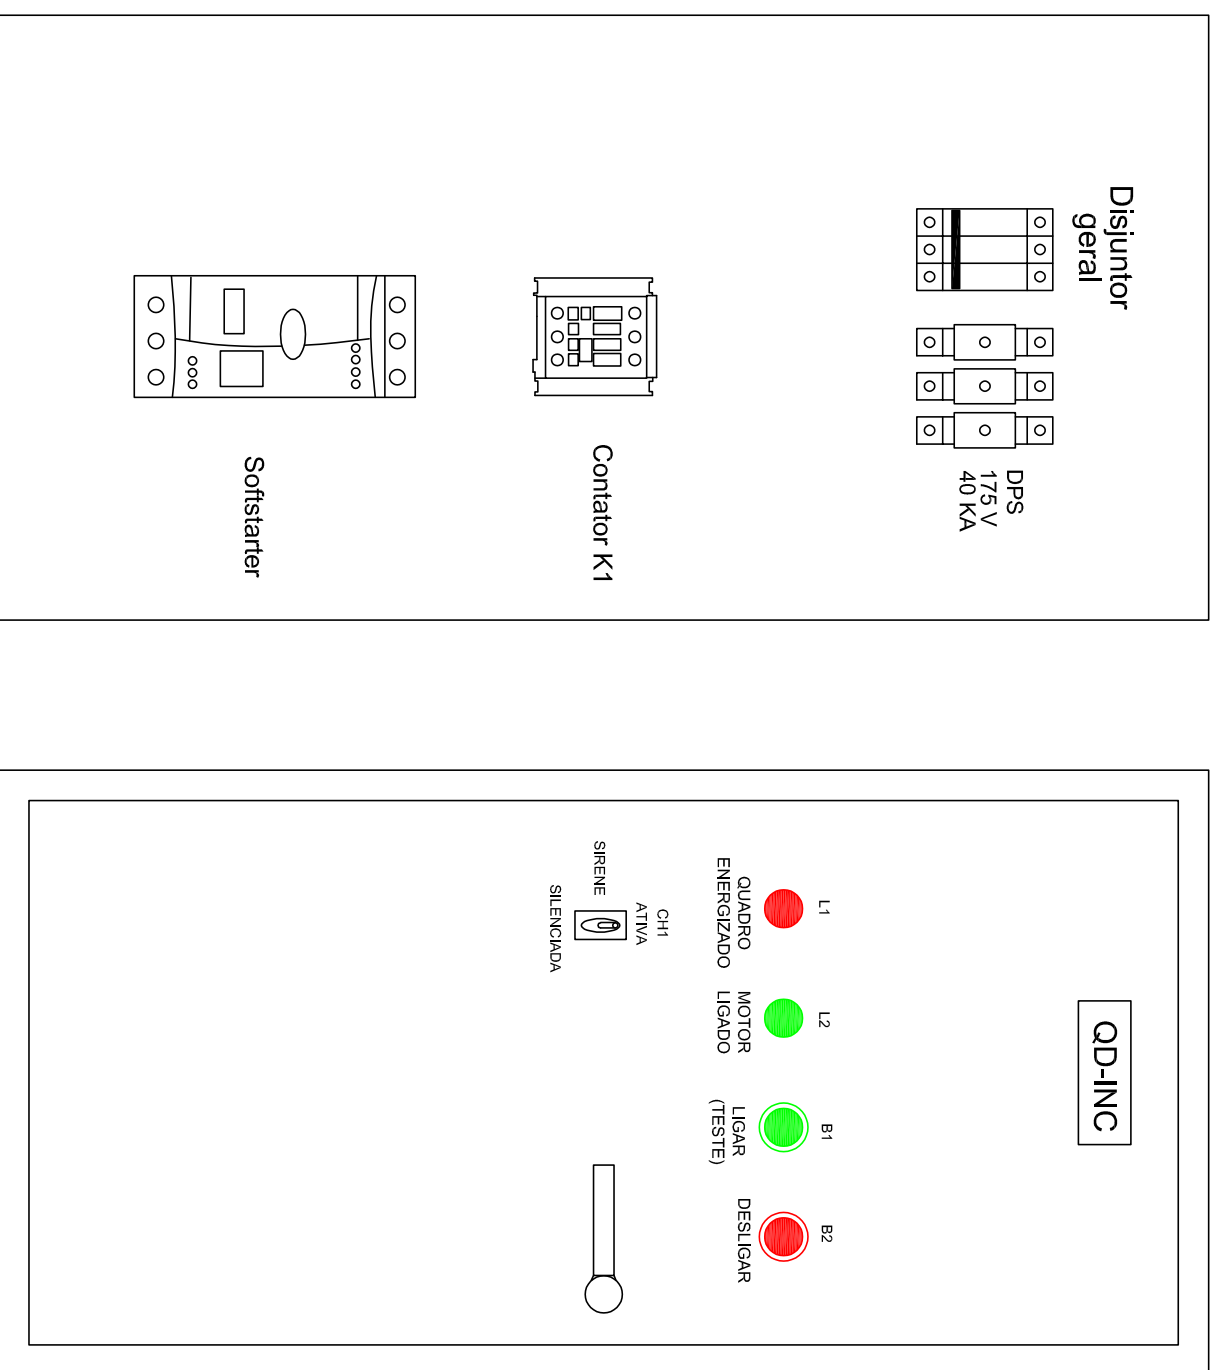 Disjuntor
geral
DPS
175 V
40 KA
Contator K1
Softstarter
QD-INC
L1
QUADRO
ENERGIZADO
L2
MOTOR
LIGADO
B1
LIGAR
(TESTE)
B2
DESLIGAR
CH1
ATIVA
SIRENE
SILENCIADA